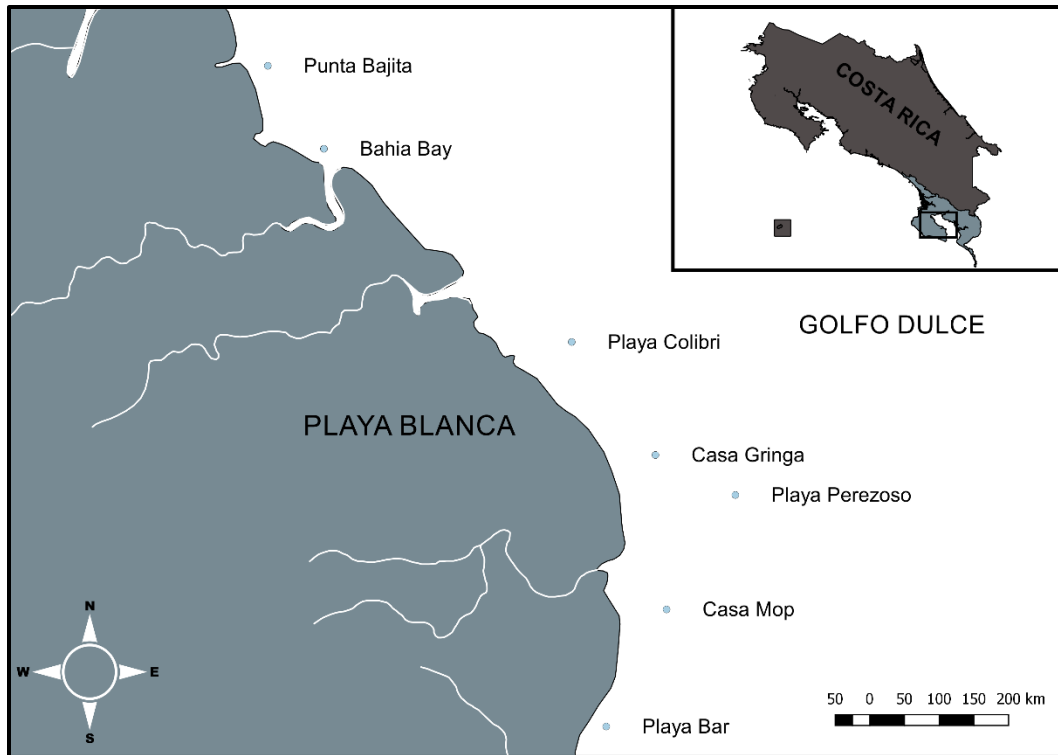 Punta Bajita
Bahia Bay
COSTA RICA
GOLFO DULCE
Playa Colibri
PLAYA BLANCA
Casa Gringa
Playa Perezoso
Casa Mop
Playa Bar
N
W E
S
50 0 50 100 150 200 km